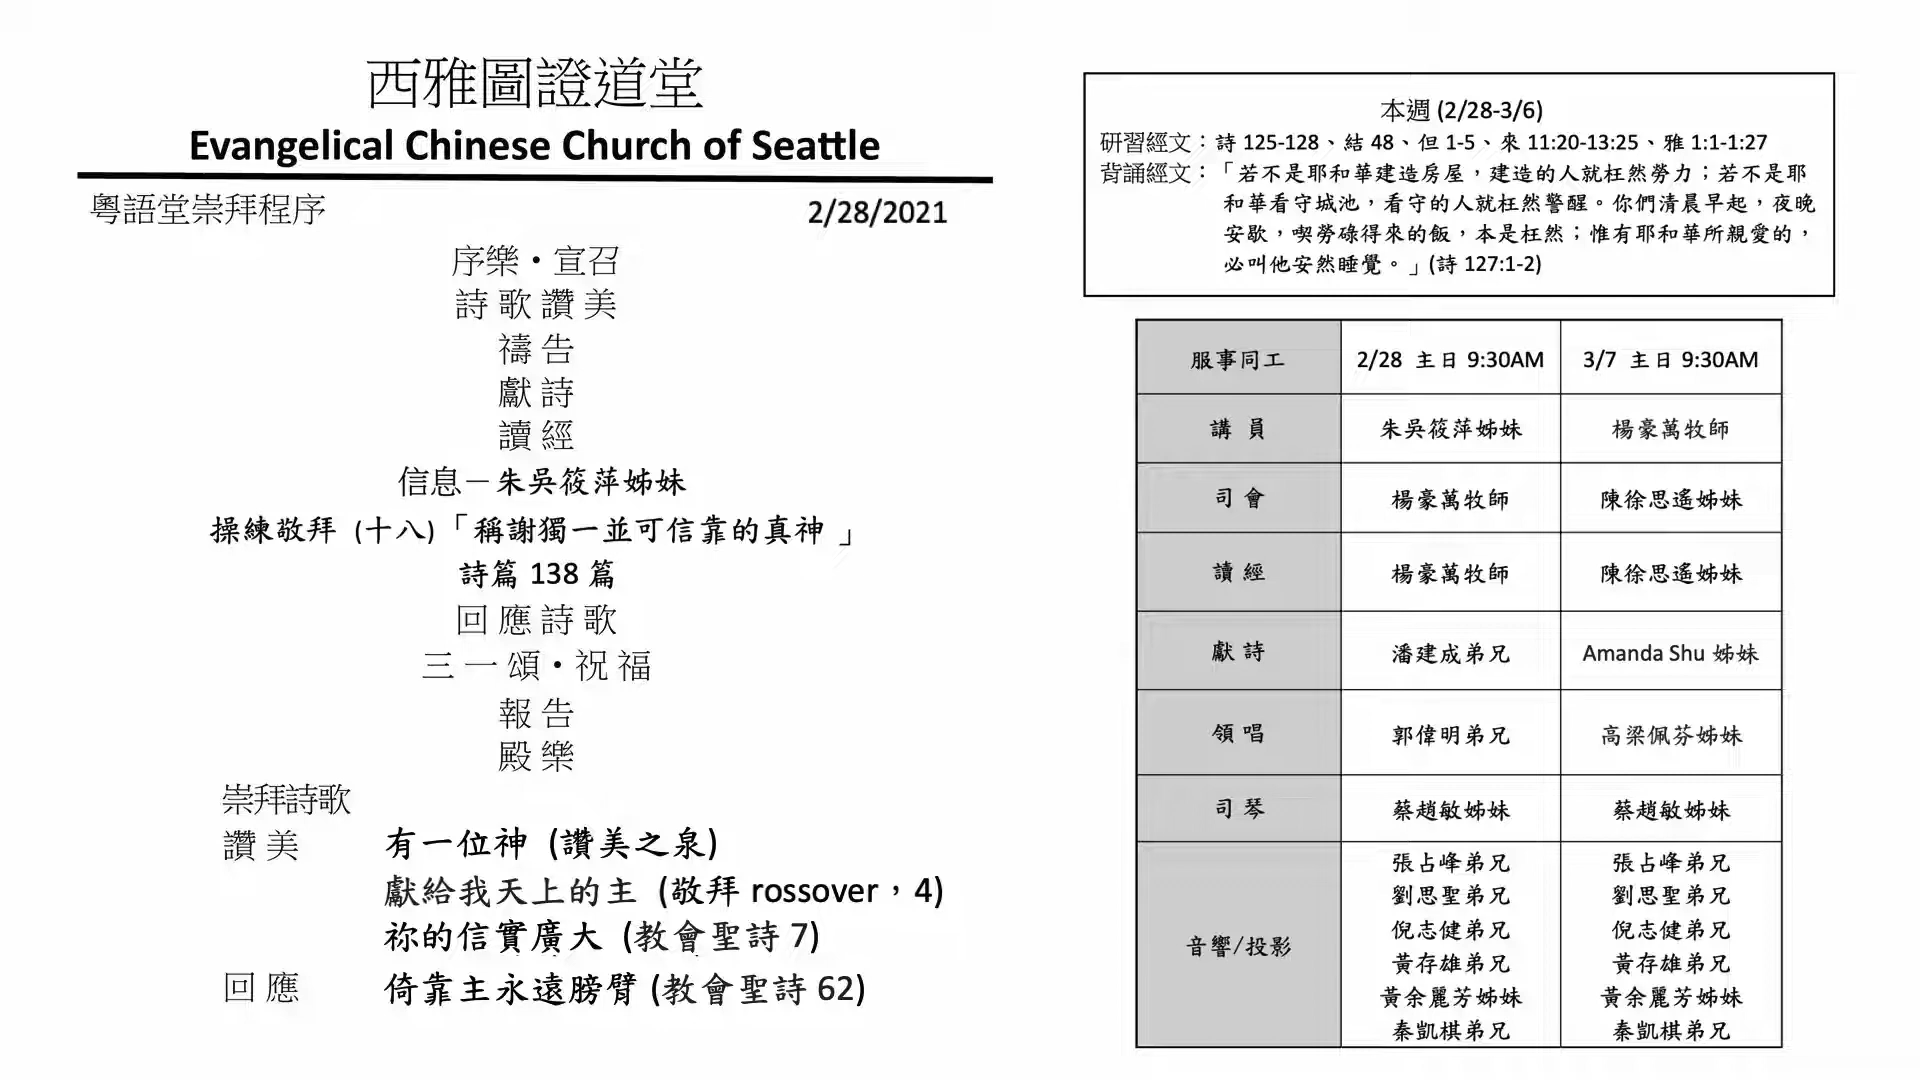 西雅圖證道堂
Evangelical Chinese Church of Seattle
粵語堂崇拜程序 2/28/2021
序樂・宣召
詩歌讚美
禱告
獻詩
讀經
信息－朱吳筱萍姊妹
操練敬拜 (十八)「稱謝獨一並可信靠的真神 」
詩篇 138 篇
回應詩歌
三一頌・祝福
報告
殿樂
崇拜詩歌
讚美 有一位神 (讚美之泉)
獻給我天上的主 (敬拜 rossover，4)
祢的信實廣大 (教會聖詩 7)
回應 倚靠主永遠膀臂 (教會聖詩 62)
本週 (2/28-3/6)
研習經文：詩 125-128、結 48、但 1-5、來 11:20-13:25、雅 1:1-1:27
背誦經文：「若不是耶和華建造房屋，建造的人就枉然勞力；若不是耶
和華看守城池，看守的人就枉然警醒。你們清晨早起，夜晚
安歇，喫勞碌得來的飯，本是枉然；惟有耶和華所親愛的，
必叫他安然睡覺。」(詩 127:1-2)
服事同工 2/28 主日 9:30AM 3/7 主日 9:30AM
講員 朱吳筱萍姊妹 楊豪萬牧師
司會 楊豪萬牧師 陳徐思遙姊妹
讀經 楊豪萬牧師 陳徐思遙姊妹
獻詩 潘建成弟兄 Amanda Shu 姊妹
領唱 郭偉明弟兄 高梁佩芬姊妹
司琴 蔡趙敏姊妹 蔡趙敏姊妹
音響/投影
張占峰弟兄 張占峰弟兄
劉思聖弟兄 劉思聖弟兄
倪志健弟兄 倪志健弟兄
黃存雄弟兄 黃存雄弟兄
黃余麗芳姊妹 黃余麗芳姊妹
秦凱棋弟兄 秦凱棋弟兄